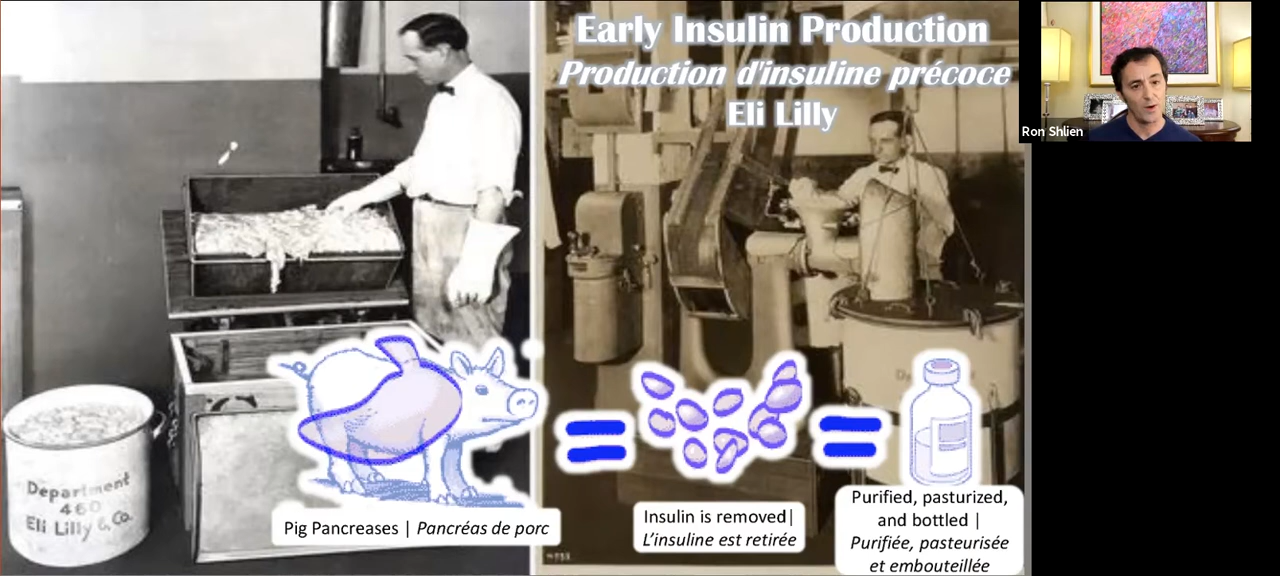 Early Insulin Production
Production d'insuline précoce
Eli Lilly
Ron Shlien
Department
460
Eli Lilly & Co.
Pig Pancreases | Pancréas de porc
Insulin is removed|
L'insuline est retirée
Purified, pasturized,
and bottled |
Purifiée, pasteurisée
et embouteillée